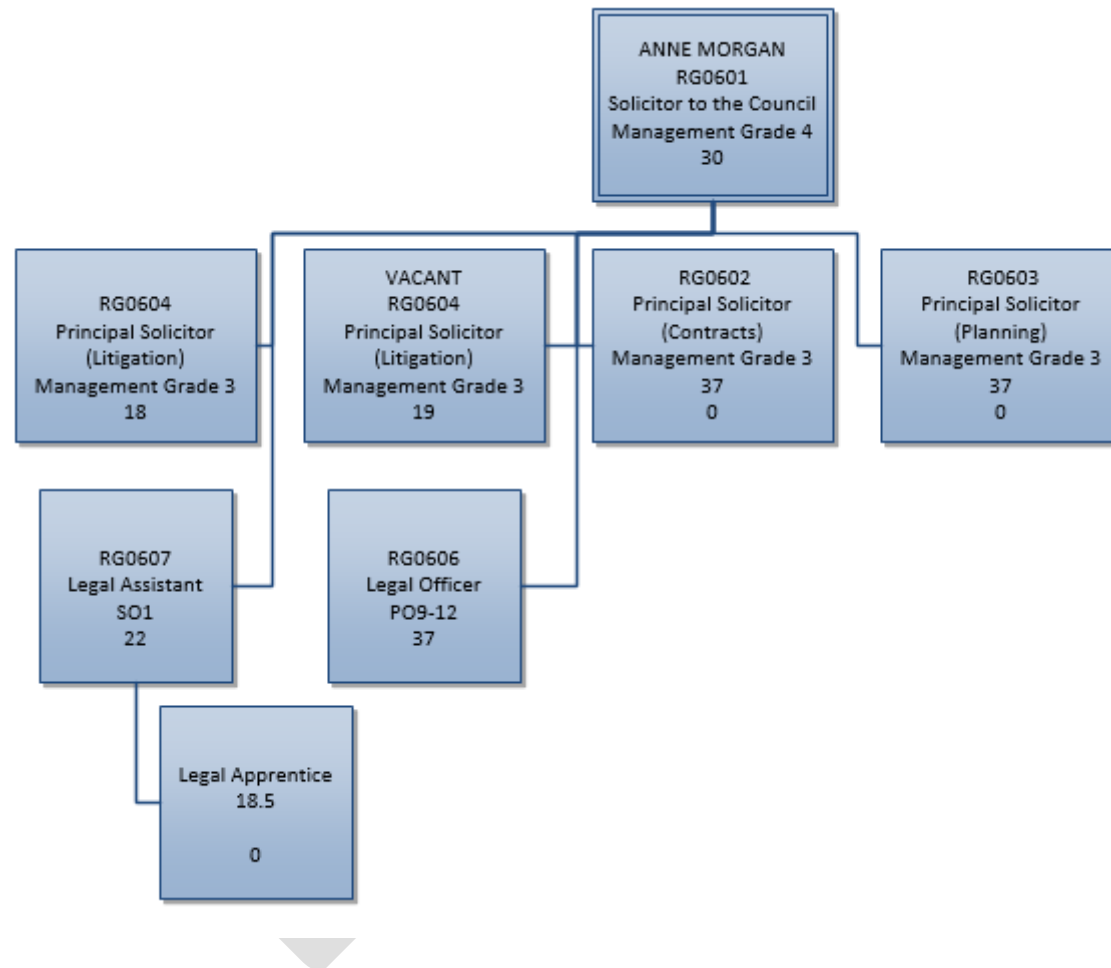 ANNE MORGAN
RG0601
Solicitor to the Council
Management Grade 4
30
RG0604
Principal Solicitor
(Litigation)
Management Grade 3
18
VACANT
RG0604
Principal Solicitor
(Litigation)
Management Grade 3
19
RG0602
Principal Solicitor
(Contracts)
Management Grade 3
37
0
RG0603
Principal Solicitor
(Planning)
Management Grade 3
37
0
RG0607
Legal Assistant
SO1
22
RG0606
Legal Officer
PO9-12
37
Legal Apprentice
18.5
0